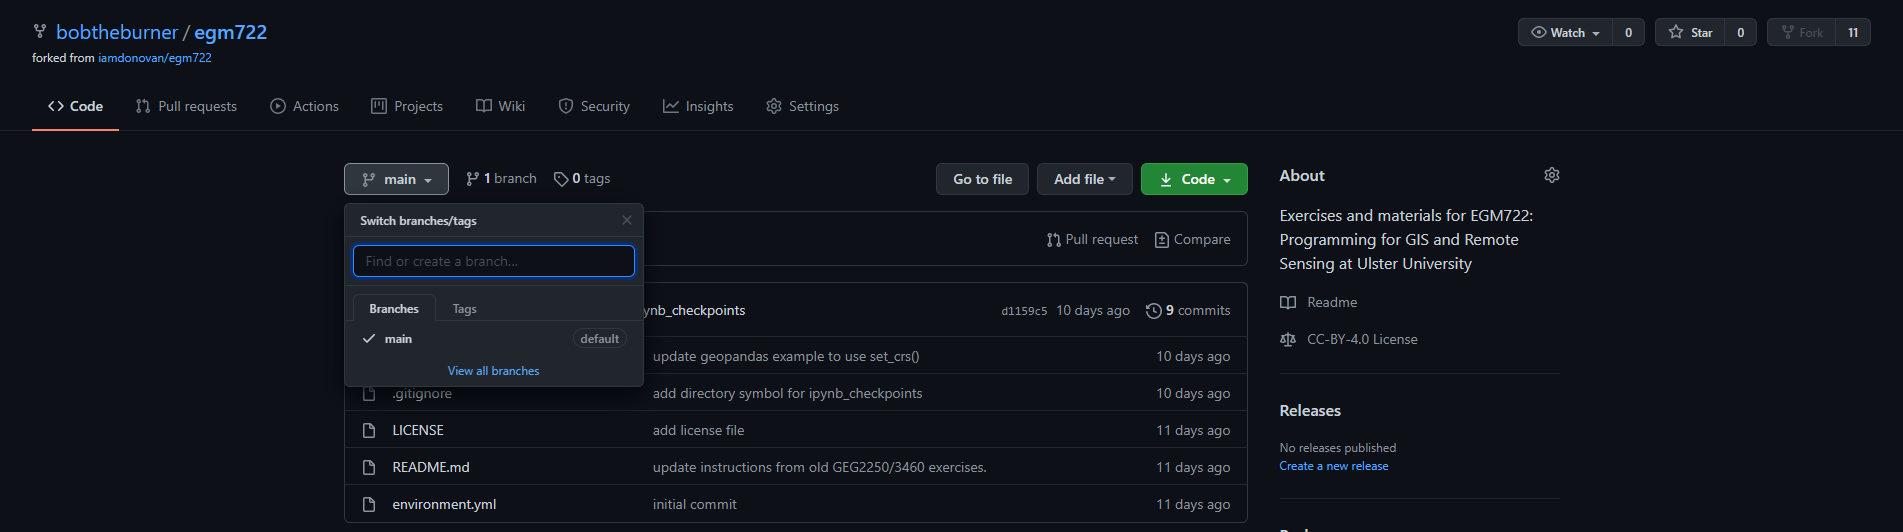 bobtheburner / egm722
forked from iamdonovan/egm722
Watch 0
Star 0
Fork 11
Code
Pull requests
Actions
Projects
Wiki
Security
Insights
Settings
main
1 branch
0 tags
Go to file
Add file
Code
Switch branches/tags
Find or create a branch...
Branches
Tags
main default
View all branches
Pull request
Compare
ynb_checkpoints d1159c5 10 days ago 9 commits
update geopandas example to use set_crs() 10 days ago
.gitignore add directory symbol for ipynb_checkpoints 10 days ago
LICENSE add license file 11 days ago
README.md update instructions from old GEG2250/3460 exercises. 11 days ago
environment.yml initial commit 11 days ago
About
Exercises and materials for EGM722:
Programming for GIS and Remote
Sensing at Ulster University
Readme
CC-BY-4.0 License
Releases
No releases published
Create a new release